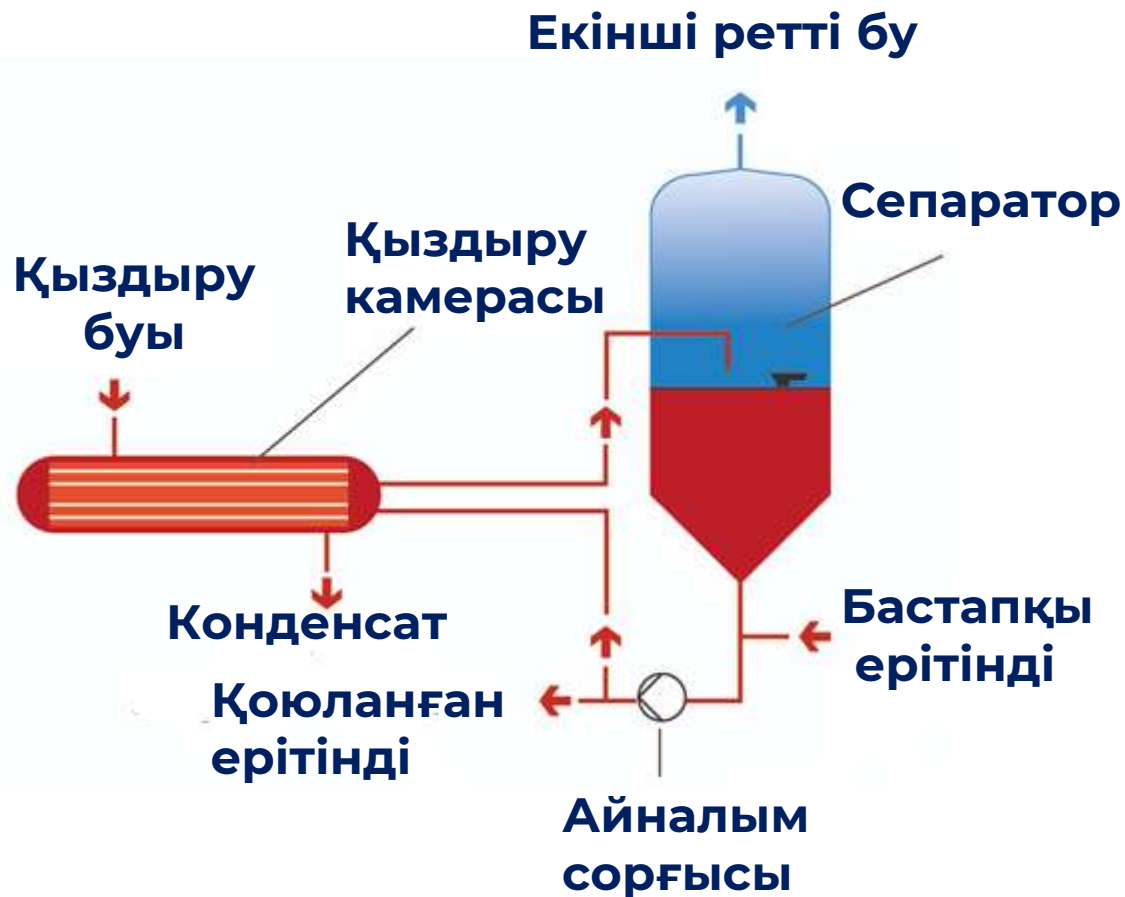 Екінші ретті бу
Сепаратор
Қыздыру
камерасы
Қыздыру
буы
Конденсат
Бастапқы
ерітінді
Қоюланған
ерітінді
Айналым
сорғысы